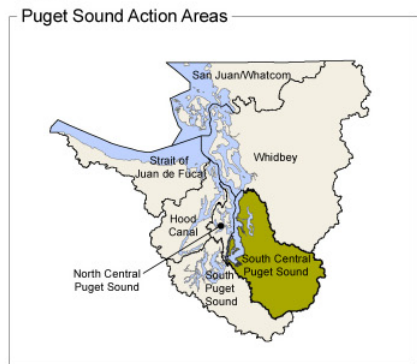 Puget Sound Action Areas
San Juan/Whatcom
Strait of
Juan de Fuca
Whidbey
Hood
Canal
North Central
Puget Sound
South Central
Puget Sound
South
Puget
Sound